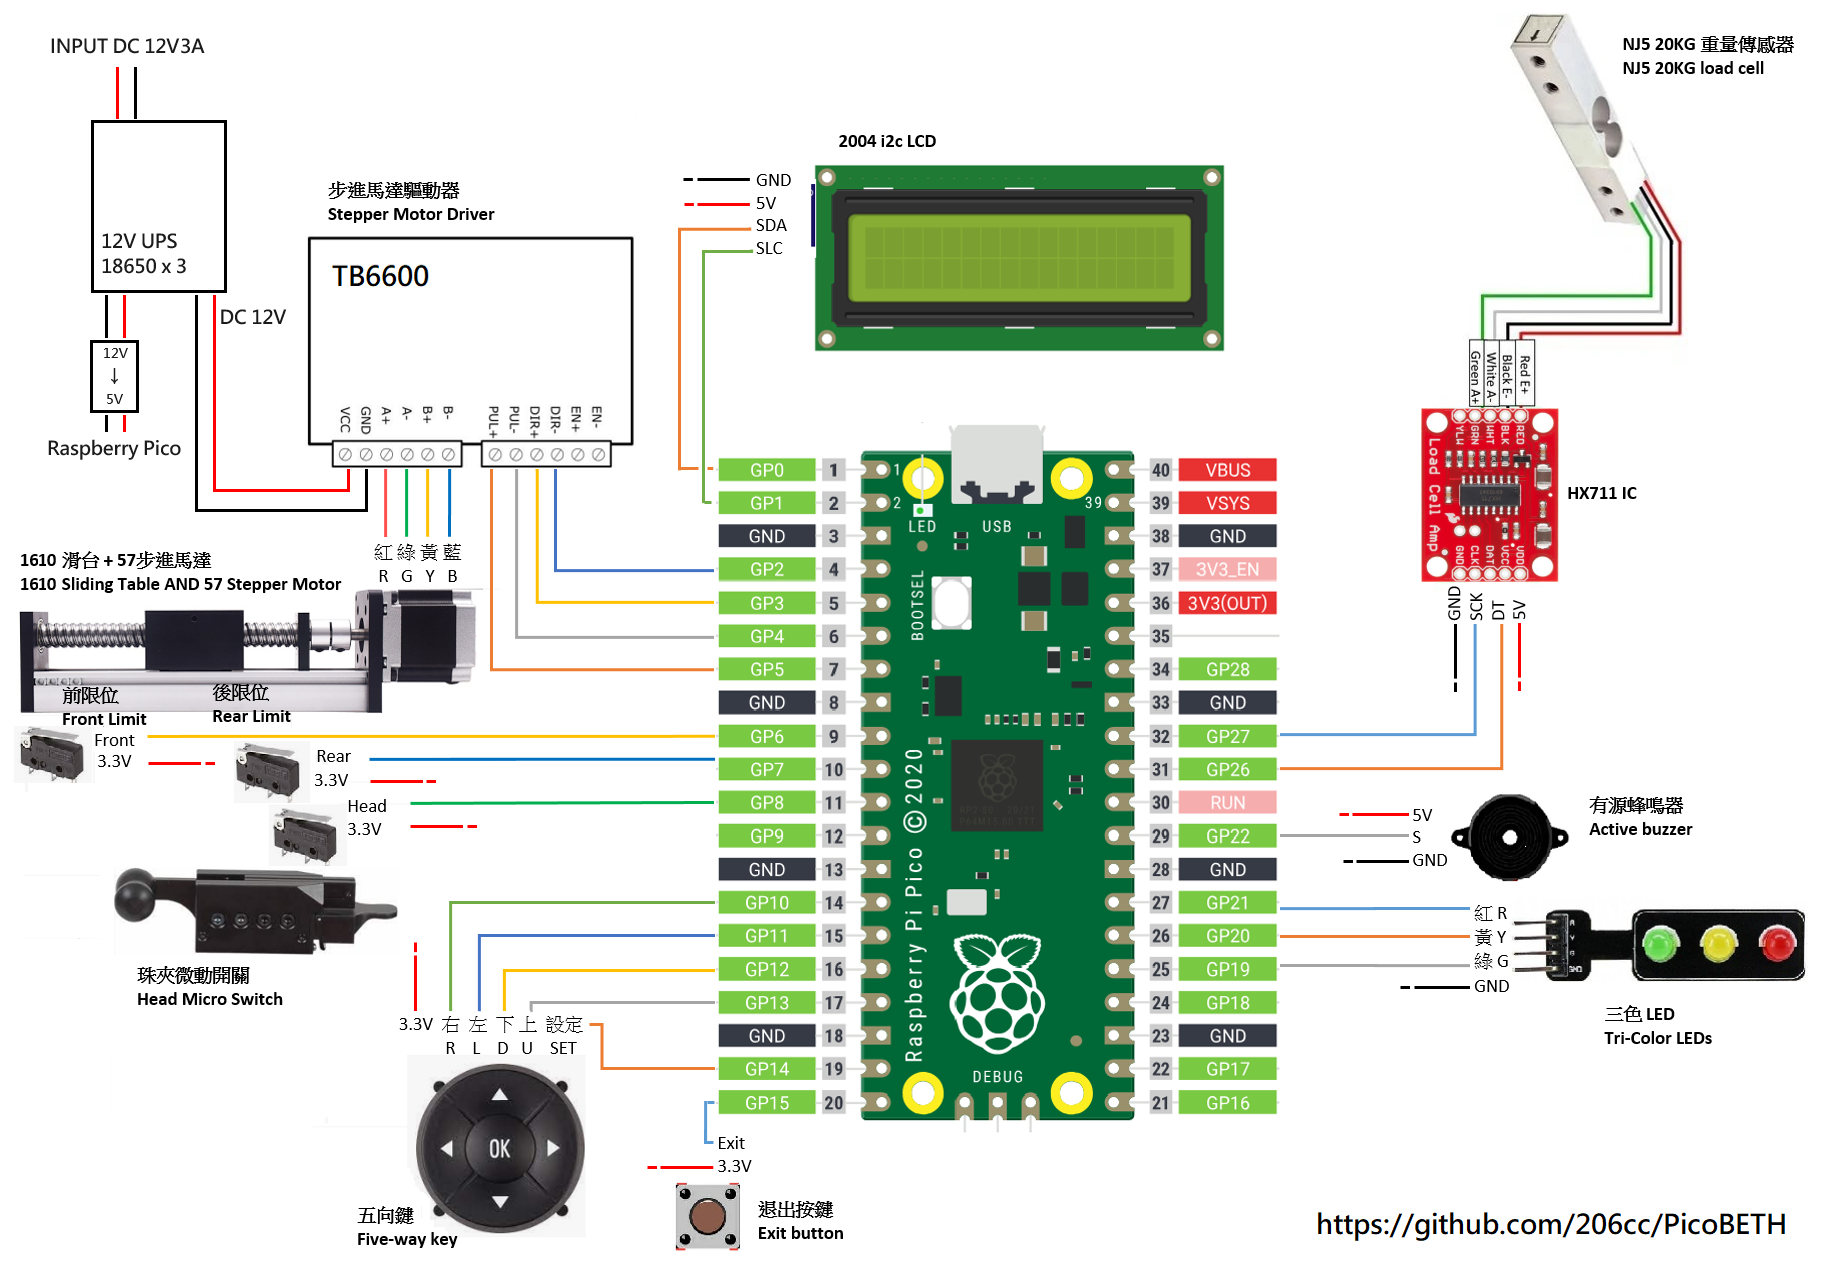 INPUT DC 12V3A
12V UPS
18650 x 3
DC 12V
12V
↓
5V
Raspberry Pico
步進馬達驅動器
Stepper Motor Driver
TB6600
VCC
GND
A+
A-
B+
B-
PUL+
PUL-
DIR+
DIR-
EN+
EN-
紅 綠 黃 藍
R G Y B
1610 滑台 + 57步進馬達
1610 Sliding Table AND 57 Stepper Motor
前限位
Front Limit
後限位
Rear Limit
Front
3.3V
Rear
3.3V
Head
3.3V
珠夾微動開關
Head Micro Switch
3.3V 右 左 下 上 設定
R L D U SET
OK
五向鍵
Five-way key
Exit
3.3V
退出按鍵
Exit button
2004 i2c LCD
GND
5V
SDA
SLC
GP0 1
GP1 2
GND 3
GP2 4
GP3 5
GP4 6
GP5 7
GND 8
GP6 9
GP7 10
GP8 11
GP9 12
GND 13
GP10 14
GP11 15
GP12 16
GP13 17
GND 18
GP14 19
GP15 20
1
2
39
LED
USB
BOOTSEL
Raspberry Pi Pico ©2020
DEBUG
40 VBUS
39 VSYS
38 GND
37 3V3_EN
36 3V3(OUT)
35
34 GP28
33 GND
32 GP27
31 GP26
30 RUN
29 GP22
28 GND
27 GP21
26 GP20
25 GP19
24 GP18
23 GND
22 GP17
21 GP16
NJ5 20KG 重量傳感器
NJ5 20KG load cell
Green A+
White A-
Black E-
Red E+
YLW
GRN
WHT
BLK
RED
Load Cell Amp
GND
CLK
DAT
VCC
VDD
HX711 IC
GND
SCK
DT
5V
5V
S
GND
有源蜂鳴器
Active buzzer
紅 R
黃 Y
綠 G
GND
三色 LED
Tri-Color LEDs
https://github.com/206cc/PicoBETH